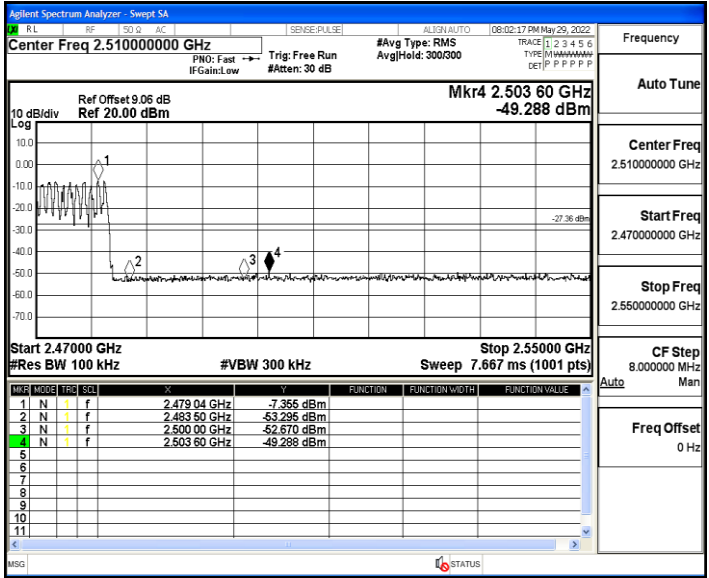 Agilent Spectrum Analyzer - Swept SA
LXI RL RF 50 Ω AC SENSE:PULSE ALIGN AUTO 08:02:17 PM May 29, 2022
Center Freq 2.510000000 GHz
PNO: Fast
IFGain:Low
Trig: Free Run
#Atten: 30 dB
#Avg Type: RMS
Avg|Hold: 300/300
TRACE 1 2 3 4 5 6
TYPE M WWWWW
DET P P P P P P
Ref Offset 9.06 dB
10 dB/div Ref 20.00 dBm
Log
Mkr4 2.503 60 GHz
-49.288 dBm
10.0
0.00
-10.0
-20.0
-30.0
-40.0
-50.0
-60.0
-70.0
1
2
3
4
-27.36 dBm
Start 2.47000 GHz Stop 2.55000 GHz
#Res BW 100 kHz #VBW 300 kHz Sweep 7.667 ms (1001 pts)
MKR MODE TRC SCL X Y FUNCTION FUNCTION WIDTH FUNCTION VALUE
1 N 1 f 2.479 04 GHz -7.355 dBm
2 N 1 f 2.483 50 GHz -53.295 dBm
3 N 1 f 2.500 00 GHz -52.670 dBm
4 N 1 f 2.503 60 GHz -49.288 dBm
5
6
7
8
9
10
11
MSG STATUS
Frequency
Auto Tune
Center Freq
2.510000000 GHz
Start Freq
2.470000000 GHz
Stop Freq
2.550000000 GHz
CF Step
8.000000 MHz
Auto Man
Freq Offset
0 Hz